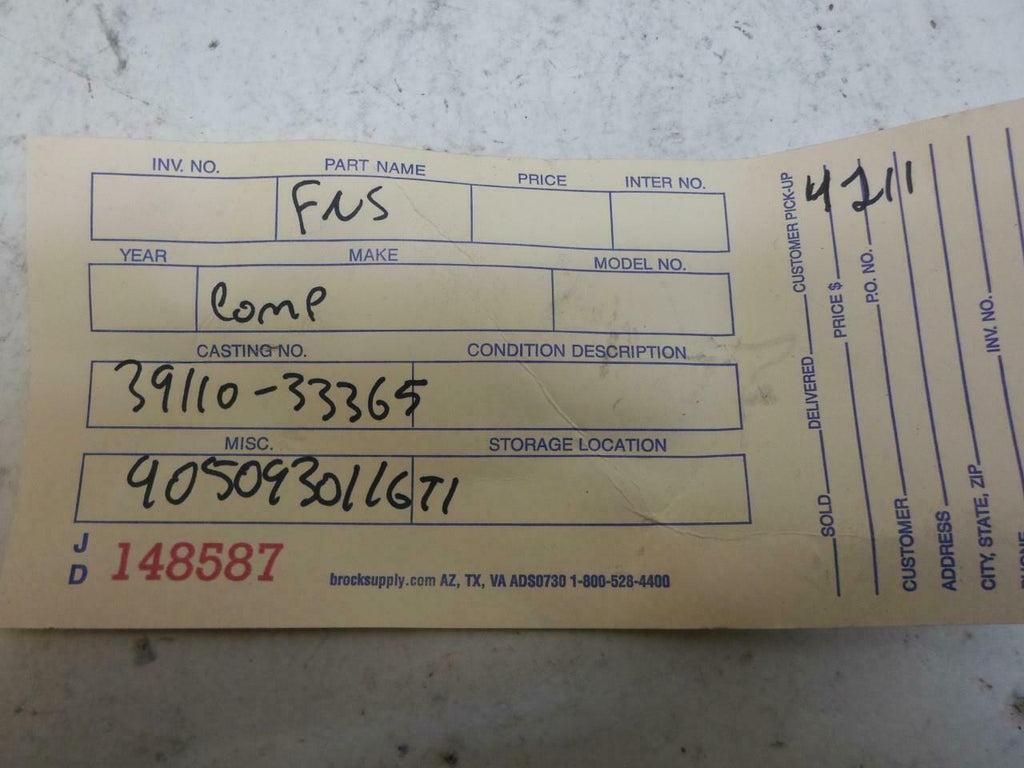 INV. NO. PART NAME PRICE INTER NO.
FNS
YEAR MAKE MODEL NO.
Comp
CASTING NO. CONDITION DESCRIPTION
39110-33365
MISC. STORAGE LOCATION
9050930116TI
J
D 148587
brocksupply.com AZ, TX, VA ADS0730 1-800-528-4400
SOLD DELIVERED CUSTOMER PICK-UP
PRICE $
P.O. NO.
CUSTOMER
ADDRESS
CITY, STATE, ZIP INV. NO.